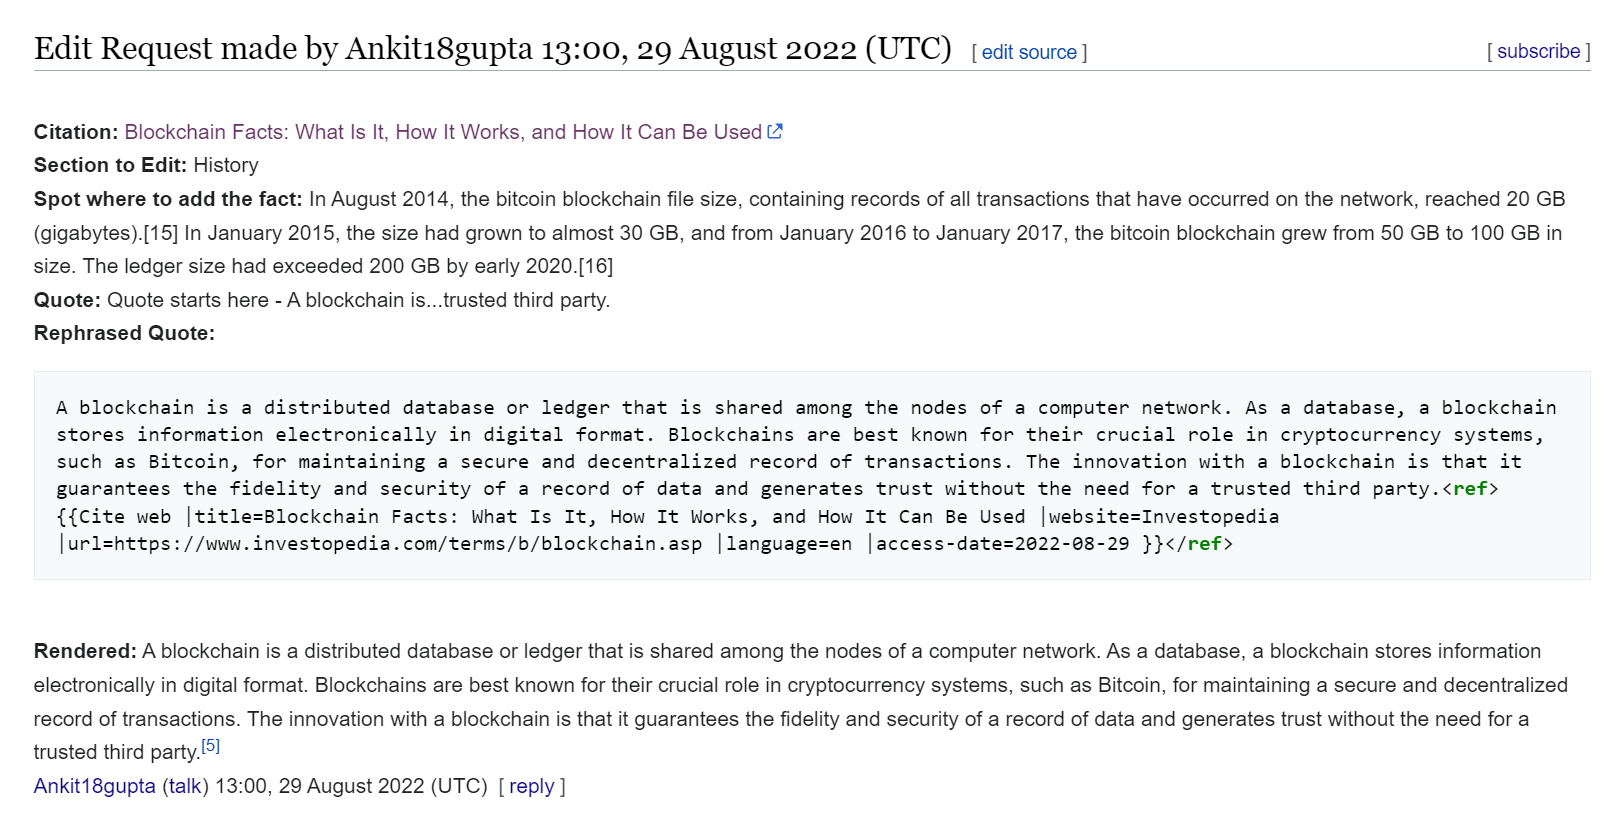 Edit Request made by Ankit18gupta 13:00, 29 August 2022 (UTC) [ edit source ] [ subscribe ]
Citation: Blockchain Facts: What Is It, How It Works, and How It Can Be Used
Section to Edit: History
Spot where to add the fact: In August 2014, the bitcoin blockchain file size, containing records of all transactions that have occurred on the network, reached 20 GB
(gigabytes).[15] In January 2015, the size had grown to almost 30 GB, and from January 2016 to January 2017, the bitcoin blockchain grew from 50 GB to 100 GB in
size. The ledger size had exceeded 200 GB by early 2020.[16]
Quote: Quote starts here - A blockchain is...trusted third party.
Rephrased Quote:
A blockchain is a distributed database or ledger that is shared among the nodes of a computer network. As a database, a blockchain
stores information electronically in digital format. Blockchains are best known for their crucial role in cryptocurrency systems,
such as Bitcoin, for maintaining a secure and decentralized record of transactions. The innovation with a blockchain is that it
guarantees the fidelity and security of a record of data and generates trust without the need for a trusted third party.<ref>
{{Cite web |title=Blockchain Facts: What Is It, How It Works, and How It Can Be Used |website=Investopedia
|url=https://www.investopedia.com/terms/b/blockchain.asp |language=en |access-date=2022-08-29 }}</ref>
Rendered: A blockchain is a distributed database or ledger that is shared among the nodes of a computer network. As a database, a blockchain stores information
electronically in digital format. Blockchains are best known for their crucial role in cryptocurrency systems, such as Bitcoin, for maintaining a secure and decentralized
record of transactions. The innovation with a blockchain is that it guarantees the fidelity and security of a record of data and generates trust without the need for a
trusted third party.[5]
Ankit18gupta (talk) 13:00, 29 August 2022 (UTC) [ reply ]